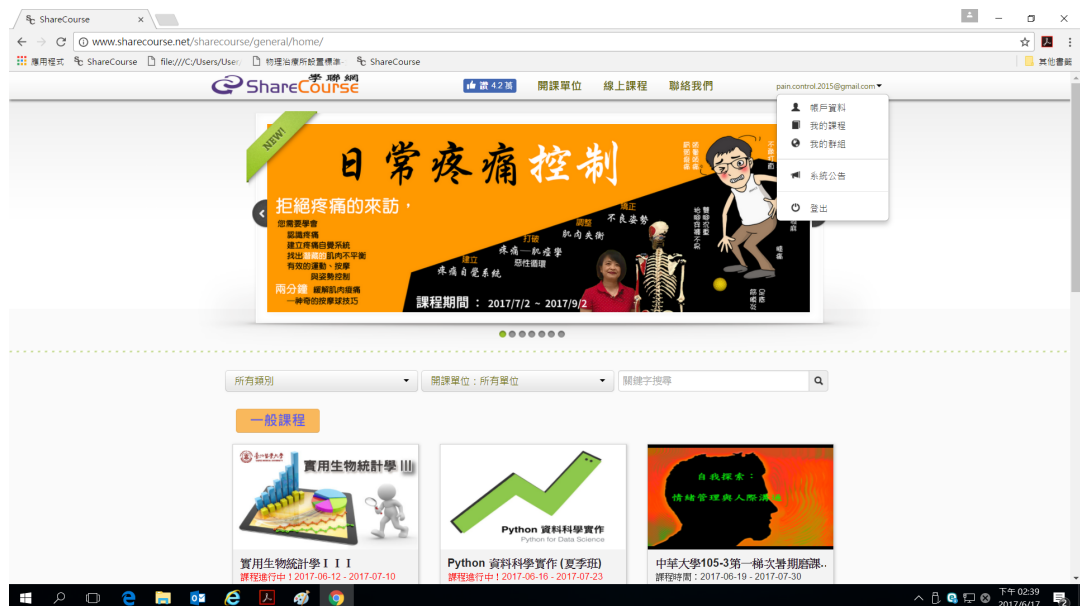 ShareCourse
www.sharecourse.net/sharecourse/general/home/
應用程式 ShareCourse file:///C:/Users/User/ 物理治療所設置標準- ShareCourse 其他書籤
ShareCourse 學聯網 讚 4.2 萬 開課單位 線上課程 聯絡我們 pain.control.2015@gmail.com
帳戶資料
我的課程
我的群組
系統公告
登出
NEW!
日常疼痛控制
拒絕疼痛的來訪，
您需要學會
認識疼痛
建立疼痛自覺系統
找出 肌肉不平衡
有效的運動、按摩
與姿勢控制
兩分鐘 緩解肌肉痠痛
一神奇的按摩球技巧
矯正
不良姿勢
調整
肌肉失衡
打破
疼痛—肌痙攣
惡性循環
建立
疼痛自覺系統
課程期間： 2017/7/2 ~ 2017/9/2
所有類別 開課單位：所有單位 關鍵字搜尋
一般課程
實用生物統計學 III
Python 資料科學實作
Python for Data Science
自我探索：
情緒管理與人際溝通
實用生物統計學ＩＩＩ
課程進行中！2017-06-12 - 2017-07-10
Python 資料科學實作 (夏季班)
課程進行中！2017-06-16 - 2017-07-23
中華大學105-3第一梯次暑期磨課..
課程時間：2017-06-19 - 2017-07-30
下午 02:39
2017/6/17